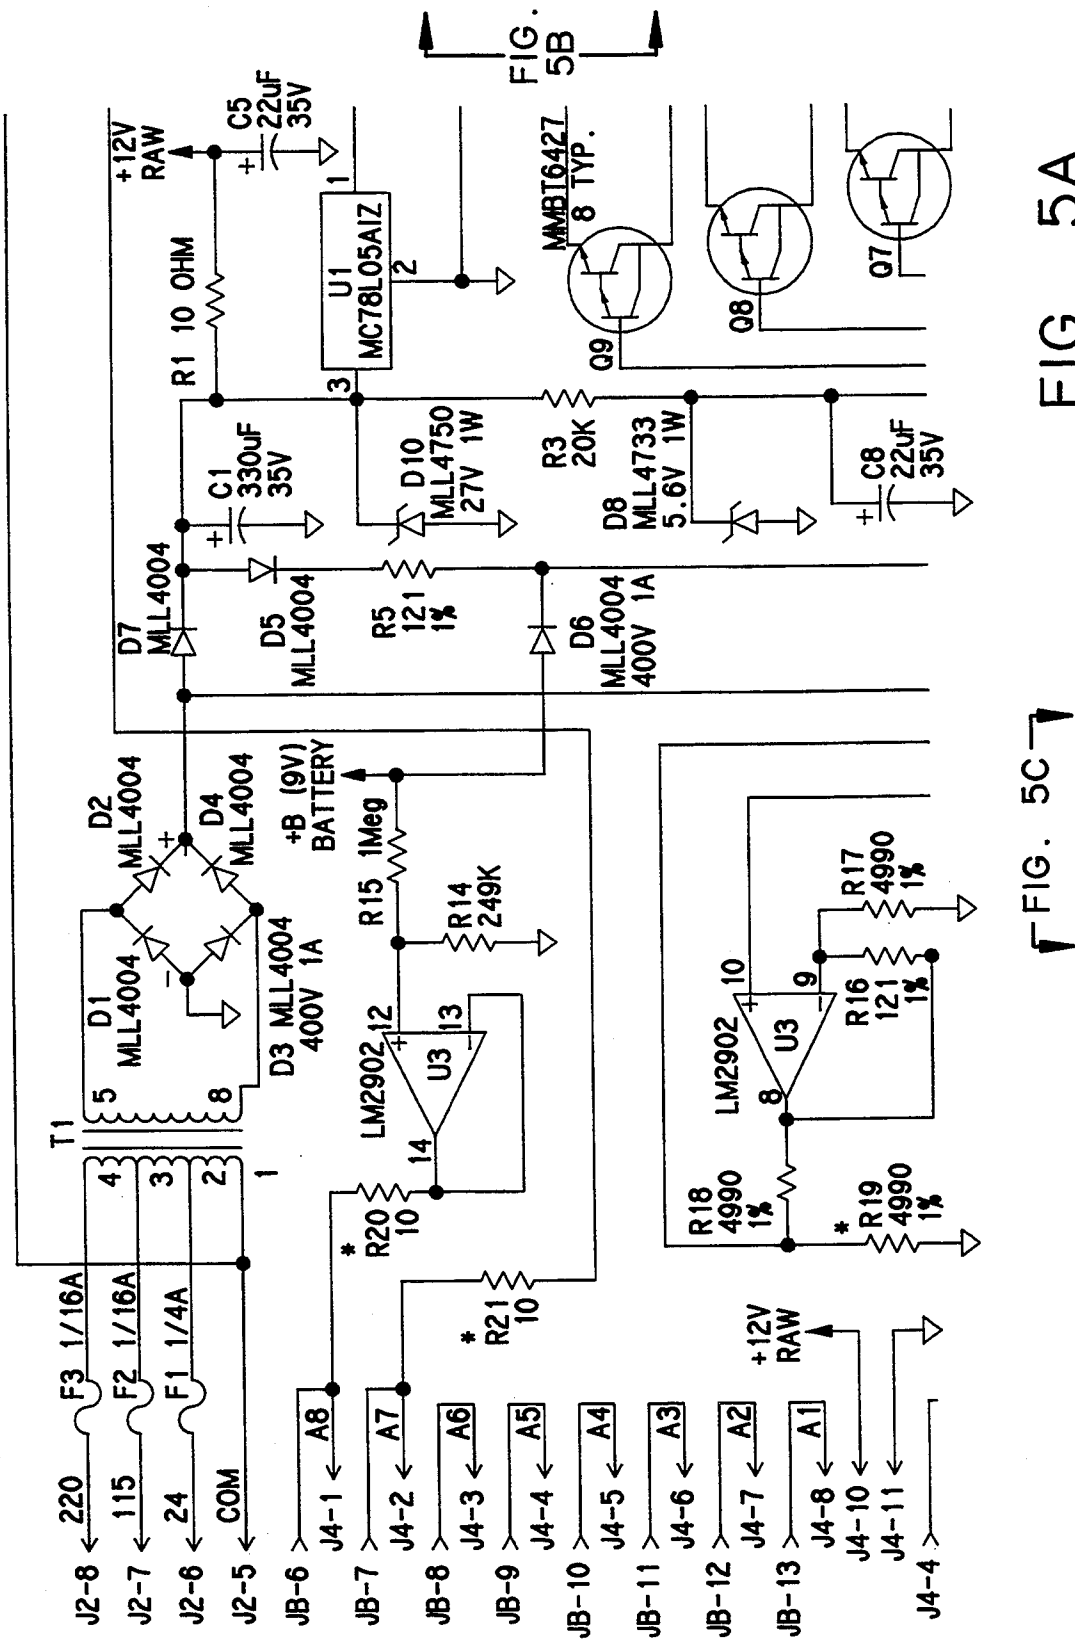 J2-8
220
F3 1/16A
J2-7
115
F2 1/16A
J2-6
24
F1 1/4A
J2-5
COM
T1
4
3
2
1
5
8
D1
MLL4004
D2
MLL4004
D4
MLL4004
D3 MLL4004
400V 1A
+
−
D7
MLL4004
D5
MLL4004
C1
330uF
35V
+
R1 10 OHM
+12V
RAW
C5
22uF
35V
+
U1
MC78L05AIZ
3
1
2
D10
MLL4750
27V 1W
R5
121
1%
R3
20K
D6
MLL4004
400V 1A
D8
MLL4733
5.6V 1W
C8
22uF
35V
+
MMBT6427
8 TYP.
Q9
Q8
Q7
+B (9V)
BATTERY
R15 1Meg
R14
249K
LM2902
U3
12
13
14
+
−
*
R20
10
*
R21
10
LM2902
U3
10
9
8
+
−
R17
4990
1%
R16
121
1%
R18
4990
1%
*
R19
4990
1%
JB-6
A8
J4-1
JB-7
A7
J4-2
JB-8
A6
J4-3
JB-9
A5
J4-4
JB-10
A4
J4-5
JB-11
A3
J4-6
JB-12
A2
J4-7
JB-13
A1
J4-8
+12V
RAW
J4-10
J4-11
J4-4
FIG.
5B
FIG. 5C
FIG 5A